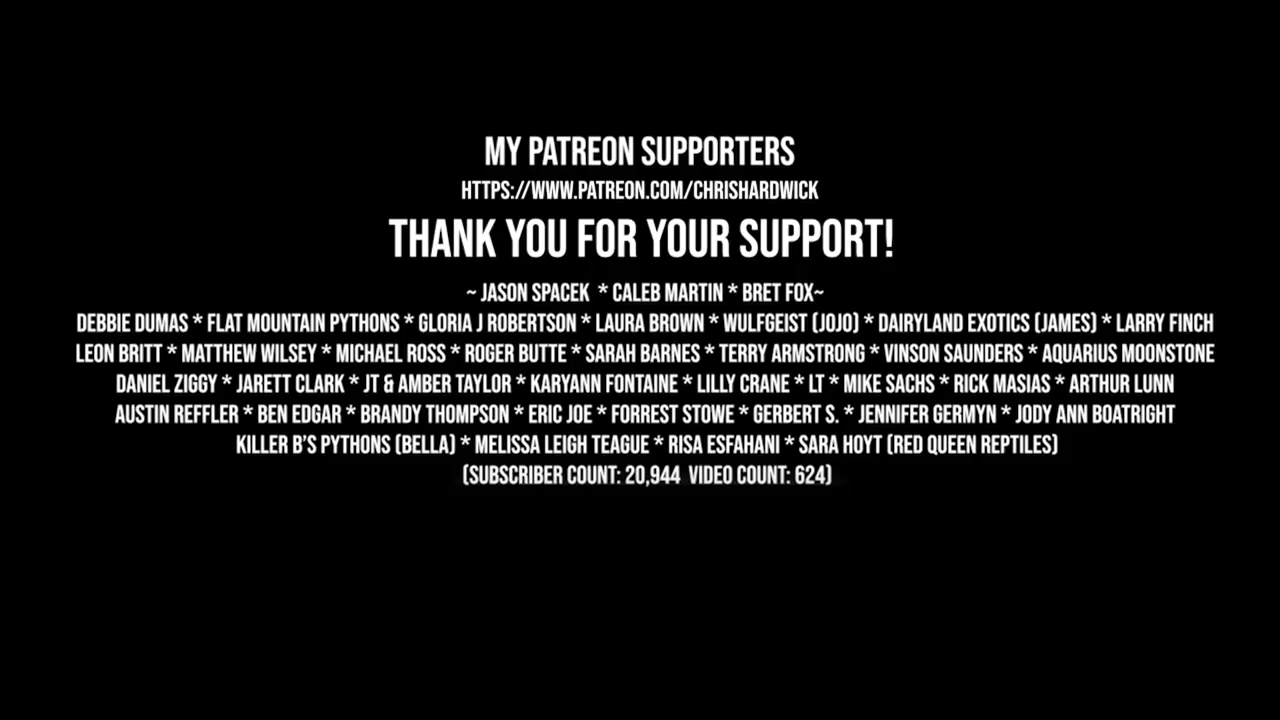 MY PATREON SUPPORTERS
HTTPS://WWW.PATREON.COM/CHRISHARDWICK
THANK YOU FOR YOUR SUPPORT!
~ JASON SPACEK * CALEB MARTIN * BRET FOX~
DEBBIE DUMAS * FLAT MOUNTAIN PYTHONS * GLORIA J ROBERTSON * LAURA BROWN * WULFGEIST (JOJO) * DAIRYLAND EXOTICS (JAMES) * LARRY FINCH
LEON BRITT * MATTHEW WILSEY * MICHAEL ROSS * ROGER BUTTE * SARAH BARNES * TERRY ARMSTRONG * VINSON SAUNDERS * AQUARIUS MOONSTONE
DANIEL ZIGGY * JARETT CLARK * JT & AMBER TAYLOR * KARYANN FONTAINE * LILLY CRANE * LT * MIKE SACHS * RICK MASIAS * ARTHUR LUNN
AUSTIN REFFLER * BEN EDGAR * BRANDY THOMPSON * ERIC JOE * FORREST STOWE * GERBERT S. * JENNIFER GERMYN * JODY ANN BOATRIGHT
KILLER B'S PYTHONS (BELLA) * MELISSA LEIGH TEAGUE * RISA ESFAHANI * SARA HOYT (RED QUEEN REPTILES)
(SUBSCRIBER COUNT: 20,944 VIDEO COUNT: 624)